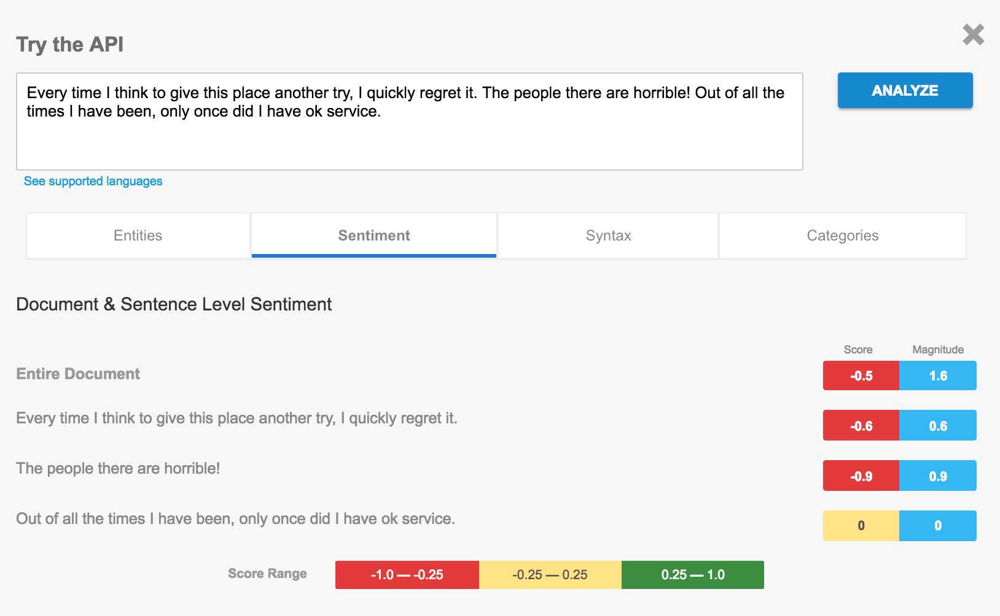 Try the API
Every time I think to give this place another try, I quickly regret it. The people there are horrible! Out of all the
times I have been, only once did I have ok service.
ANALYZE
See supported languages
Entities
Sentiment
Syntax
Categories
Document & Sentence Level Sentiment
Score Magnitude
Entire Document -0.5 1.6
Every time I think to give this place another try, I quickly regret it. -0.6 0.6
The people there are horrible! -0.9 0.9
Out of all the times I have been, only once did I have ok service. 0 0
Score Range -1.0 — -0.25 -0.25 — 0.25 0.25 — 1.0